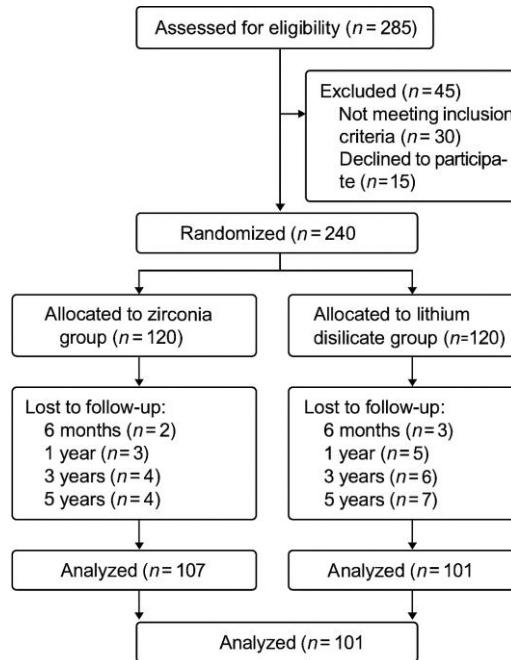 Assessed for eligibility (n = 285)
Excluded (n = 45)
Not meeting inclusion
criteria (n = 30)
Declined to participa-
te (n = 15)
Randomized (n = 240
Allocated to zirconia
group (n = 120)
Allocated to lithium
disilicate group (n=120)
Lost to follow-up:
6 months (n = 2)
1 year (n = 3)
3 years (n = 4)
5 years (n = 4)
Lost to follow-up:
6 months (n = 3)
1 year (n = 5)
3 years (n = 6)
5 years (n = 7)
Analyzed (n = 107
Analyzed (n = 101
Analyzed (n = 101